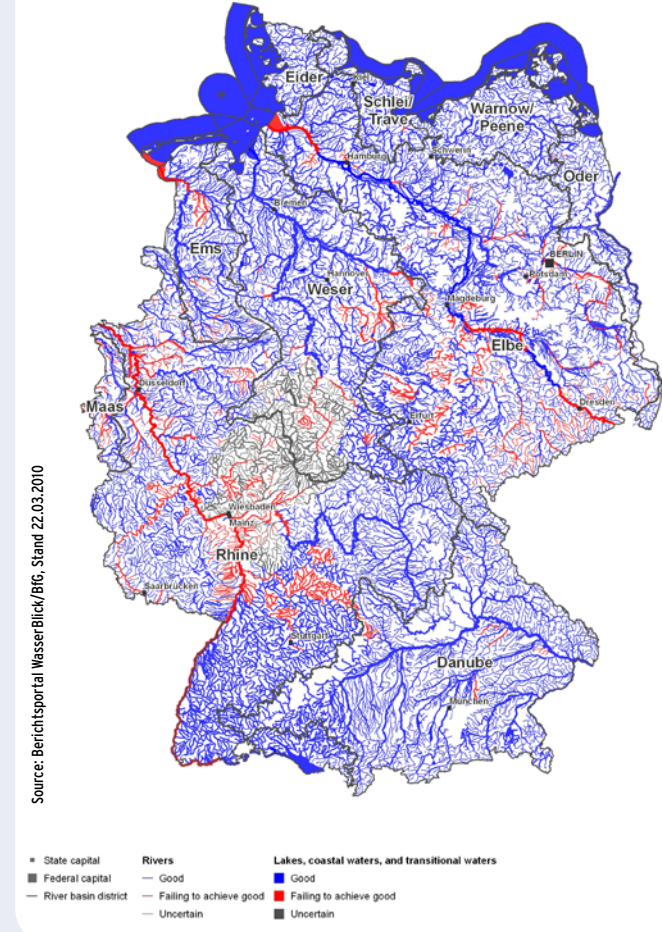 Eider
Kiel
Schlei/
Trave
Warnow/
Peene
Hamburg
Schwerin
Oder
Bremen
BERLIN
Ems
Hannover
Potsdam
Weser
Magdeburg
Elbe
Düsseldorf
Dresden
Maas
Erfurt
Wiesbaden
Mainz
Rhine
Saarbrücken
Stuttgart
Danube
München
Source: Berichtsportal WasserBlick/BfG, Stand 22.03.2010
State capital
Federal capital
River basin district
Rivers
Good
Failing to achieve good
Uncertain
Lakes, coastal waters, and transitional waters
Good
Failing to achieve good
Uncertain